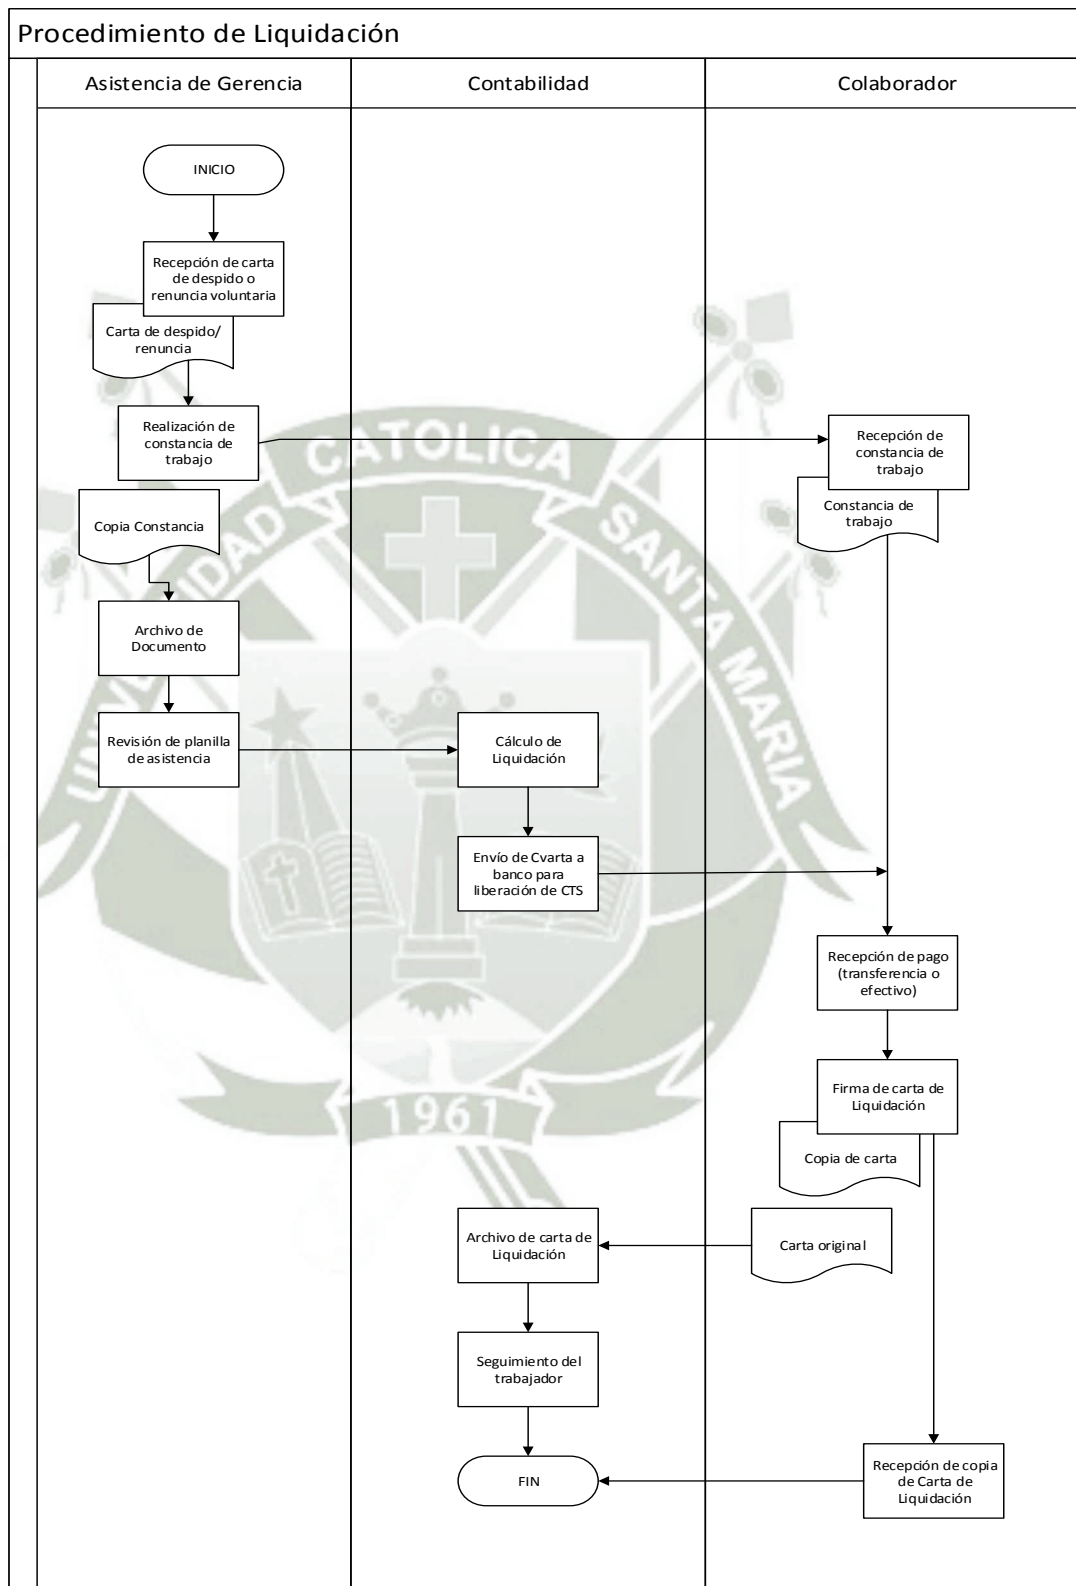 Procedimiento de Liquidación
Asistencia de Gerencia
Contabilidad
Colaborador
INICIO
Recepción de carta
de despido o
renuncia voluntaria
Carta de despido/
renuncia
Realización de
constancia de
trabajo
Recepción de
constancia de
trabajo
Copia Constancia
Constancia de
trabajo
Archivo de
Documento
Revisión de planilla
de asistencia
Cálculo de
Liquidación
Envío de Cvarta a
banco para
liberación de CTS
Recepción de pago
(transferencia o
efectivo)
Firma de carta de
Liquidación
Copia de carta
Archivo de carta de
Liquidación
Carta original
Seguimiento del
trabajador
FIN
Recepción de copia
de Carta de
Liquidación
UNIVERSIDAD CATOLICA SANTA MARIA
1961